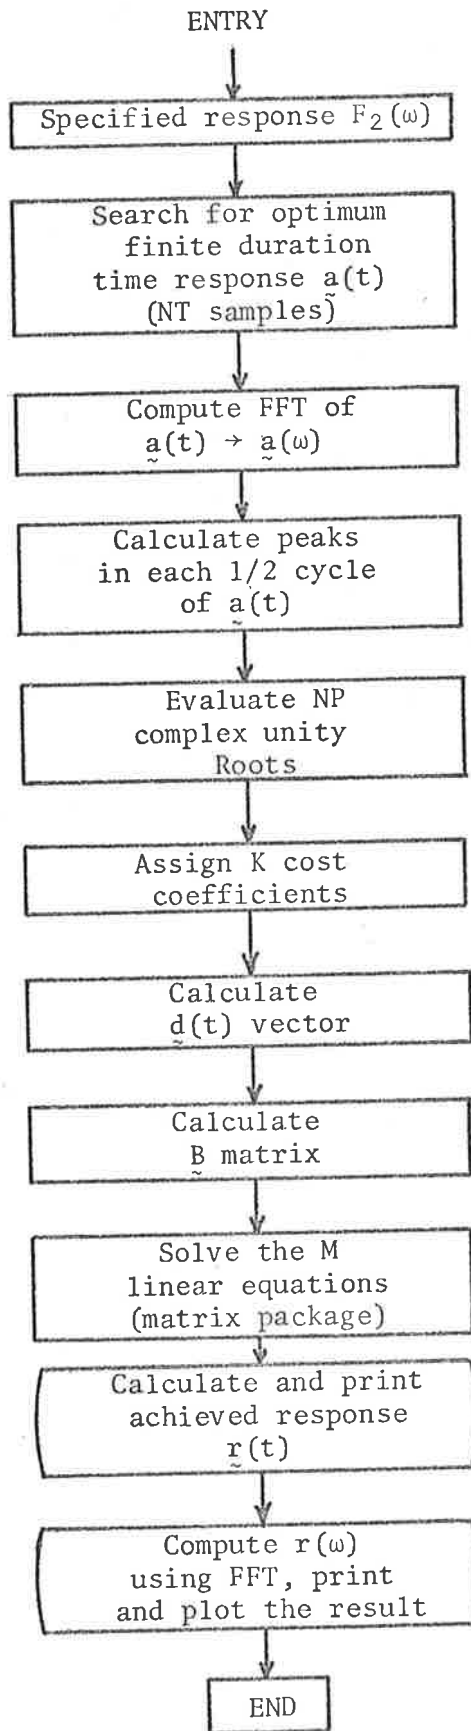 ENTRY
Specified response F₂(ω)
Search for optimum
finite duration
time response a̰(t)
(NT samples)
Compute FFT of
a̰(t) → a̰(ω)
Calculate peaks
in each 1/2 cycle
of a̰(t)
Evaluate NP
complex unity
Roots
Assign K cost
coefficients
Calculate
d̰(t) vector
Calculate
B̰ matrix
Solve the M
linear equations
(matrix package)
Calculate and print
achieved response
r̰(t)
Compute r(ω)
using FFT, print
and plot the result
END